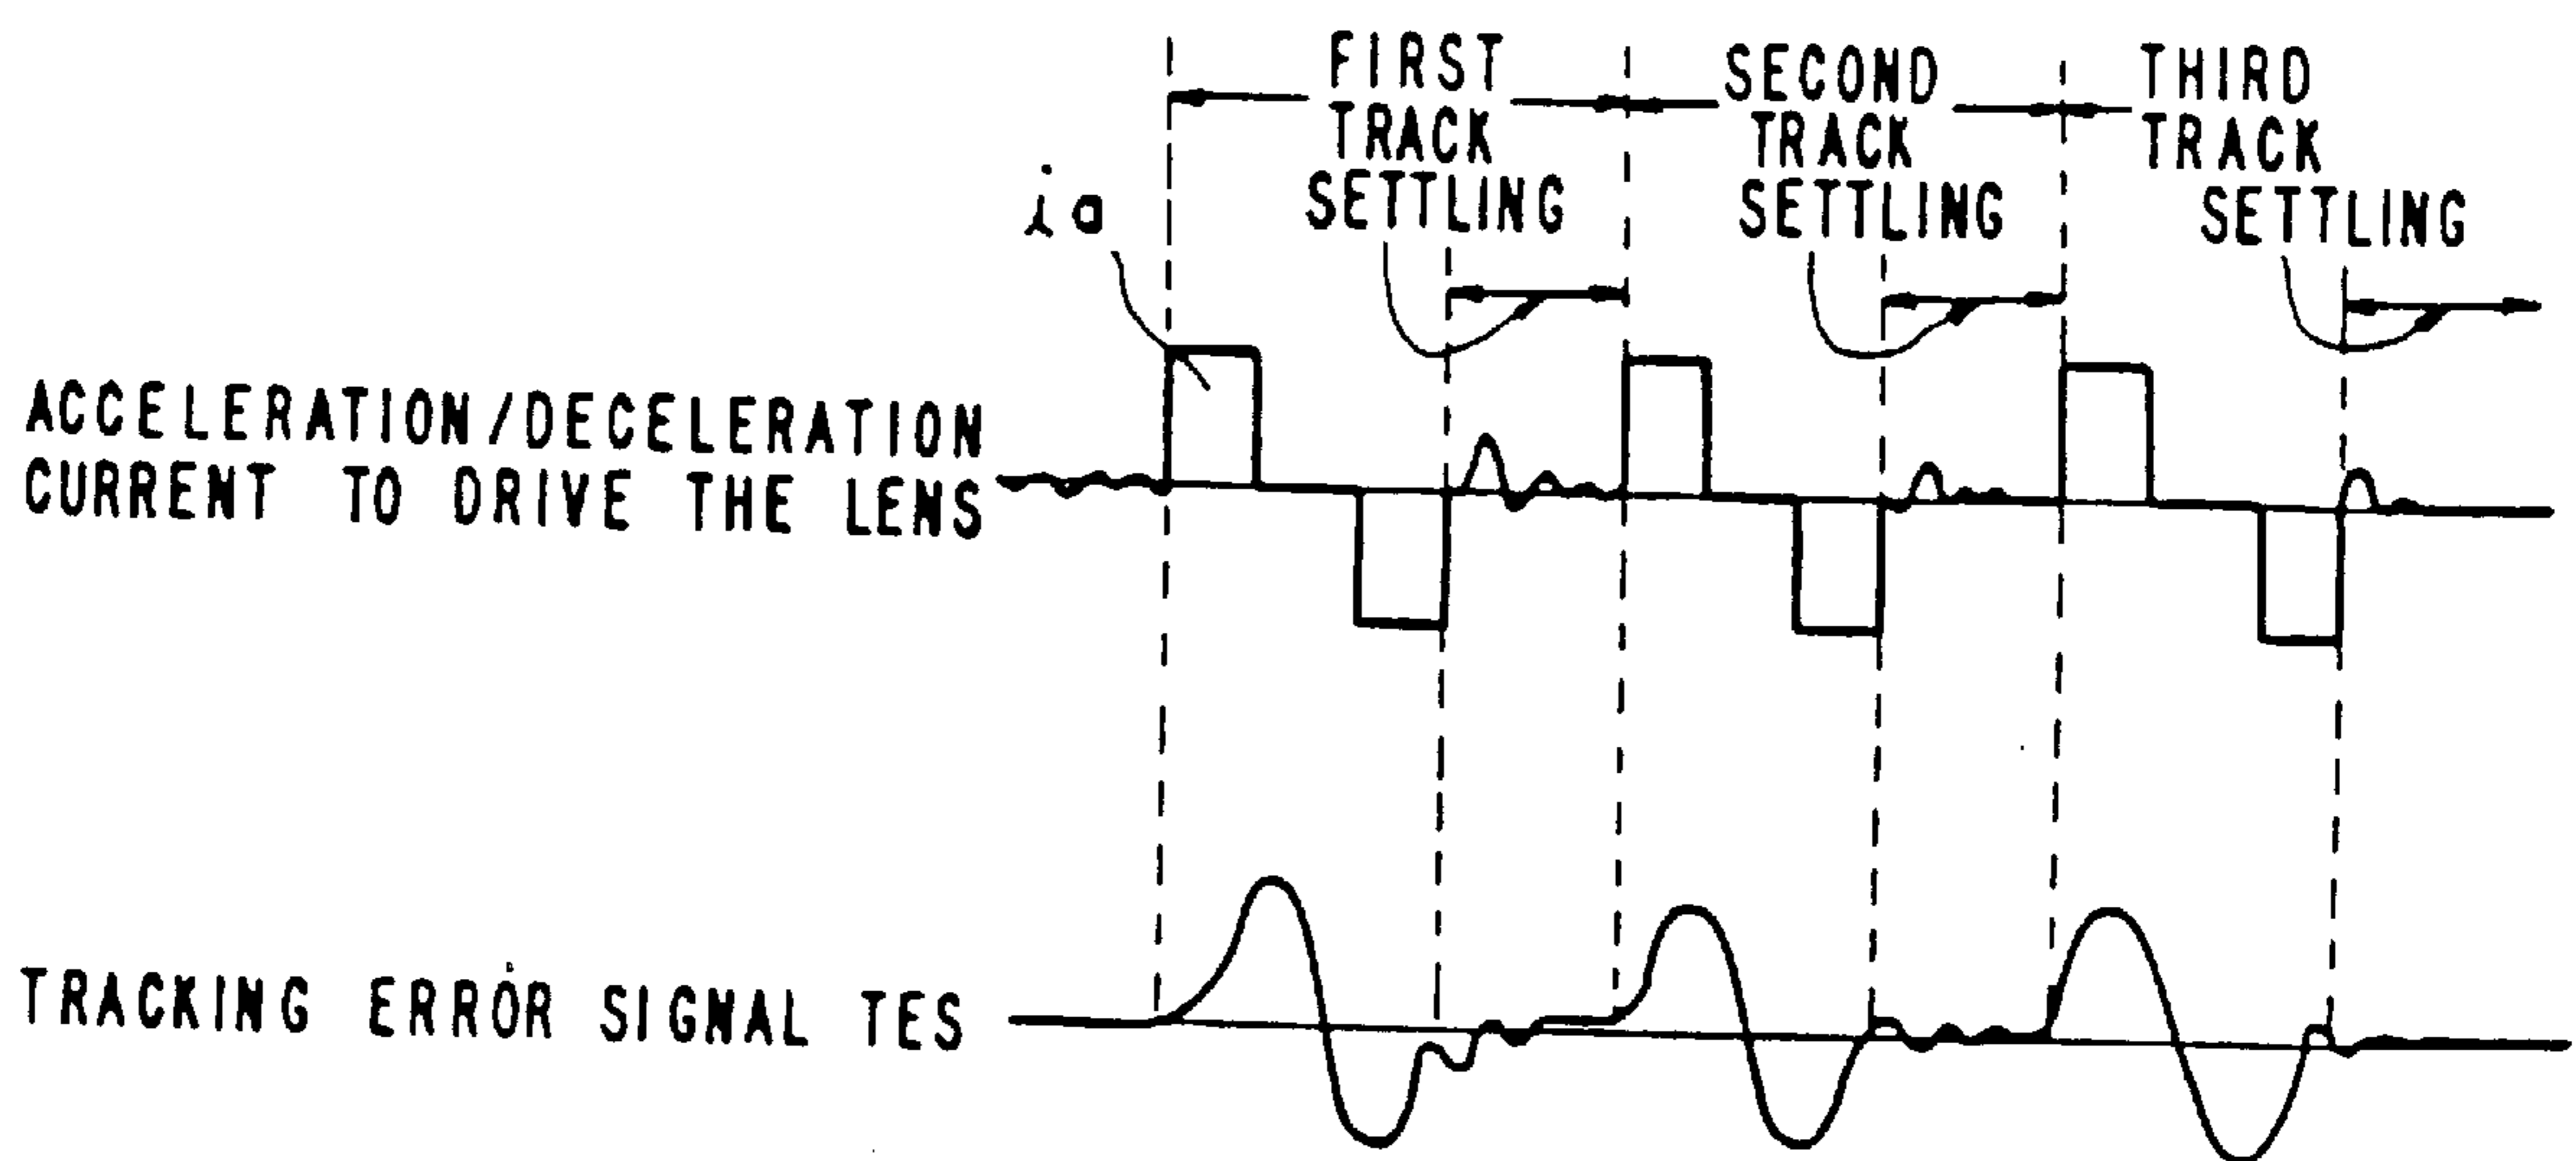 FIRST
TRACK
SETTLING
SECOND
TRACK
SETTLING
THIRD
TRACK
SETTLING
ia
ACCELERATION/DECELERATION
CURRENT TO DRIVE THE LENS
TRACKING ERROR SIGNAL TES